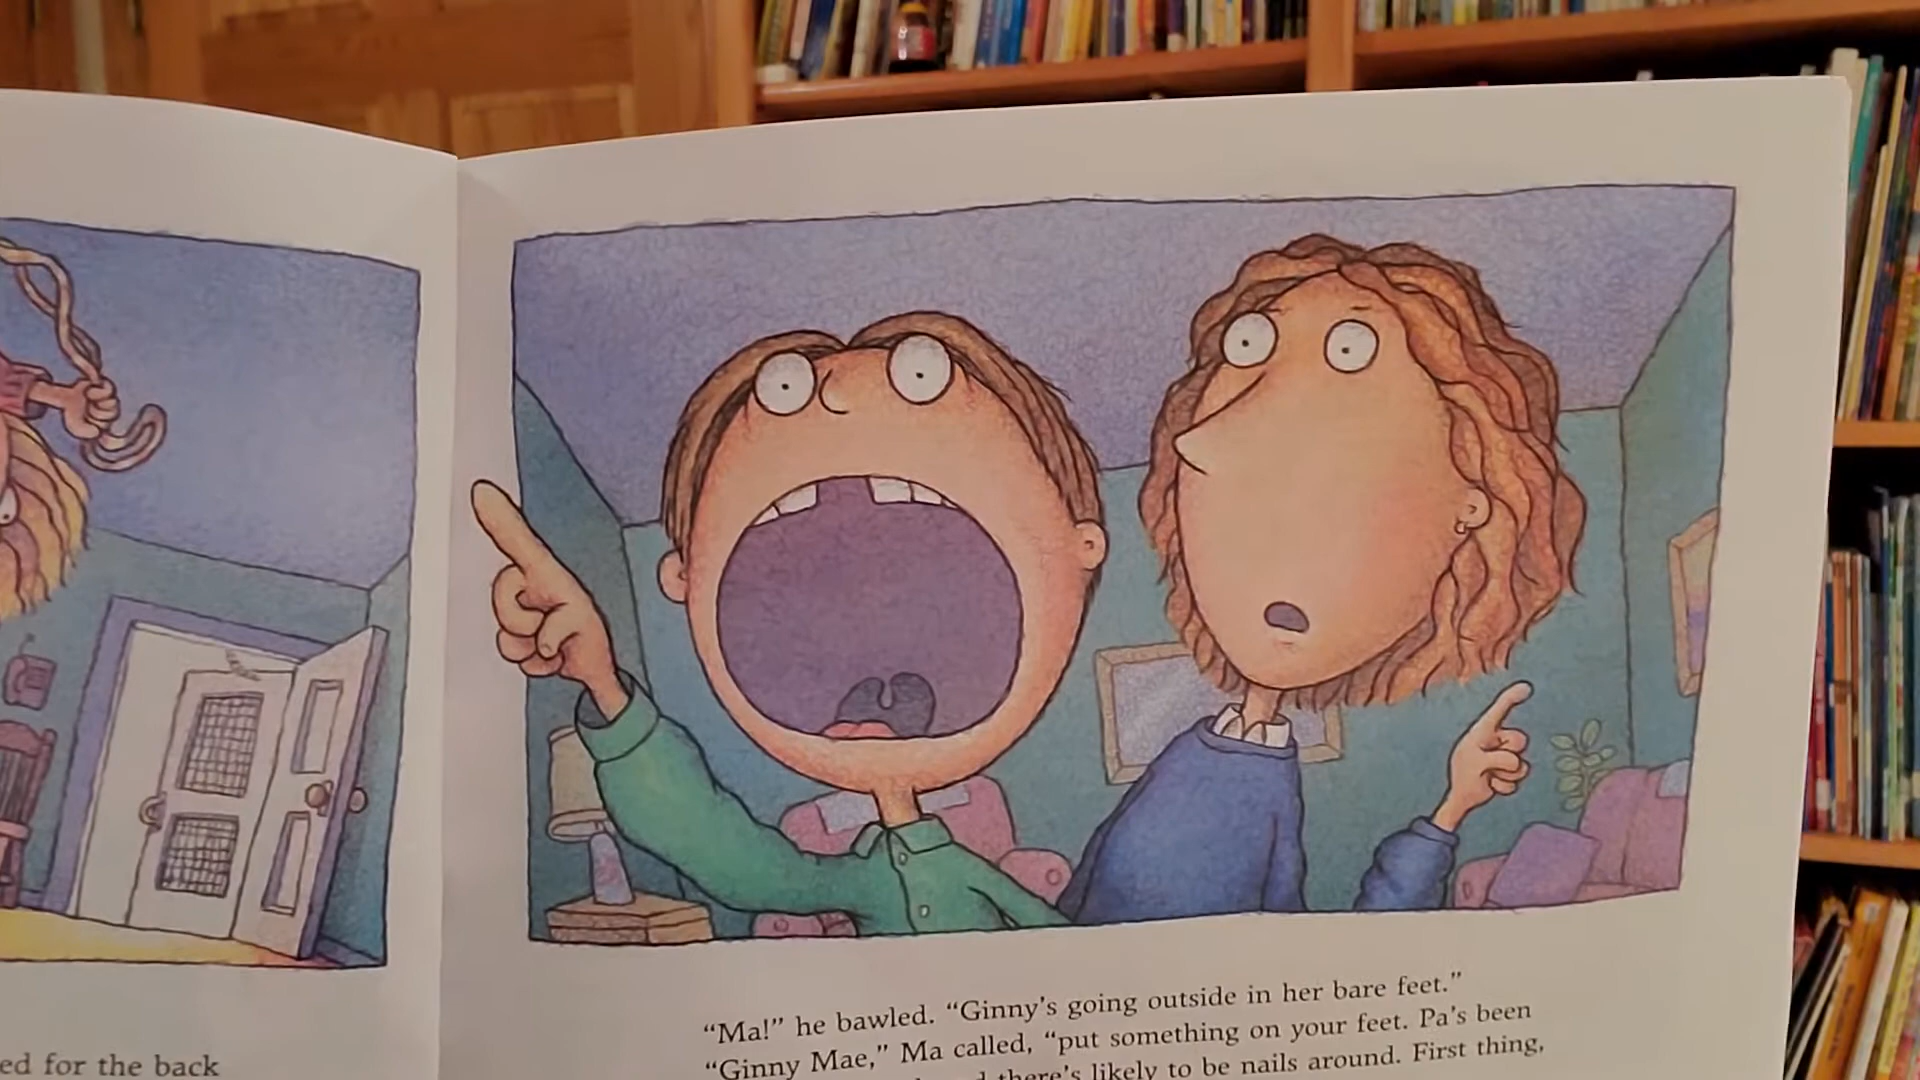 ed for the back
“Ma!” he bawled. “Ginny’s going outside in her bare feet.”
“Ginny Mae,” Ma called, “put something on your feet. Pa’s been
there’s likely to be nails around. First thing,